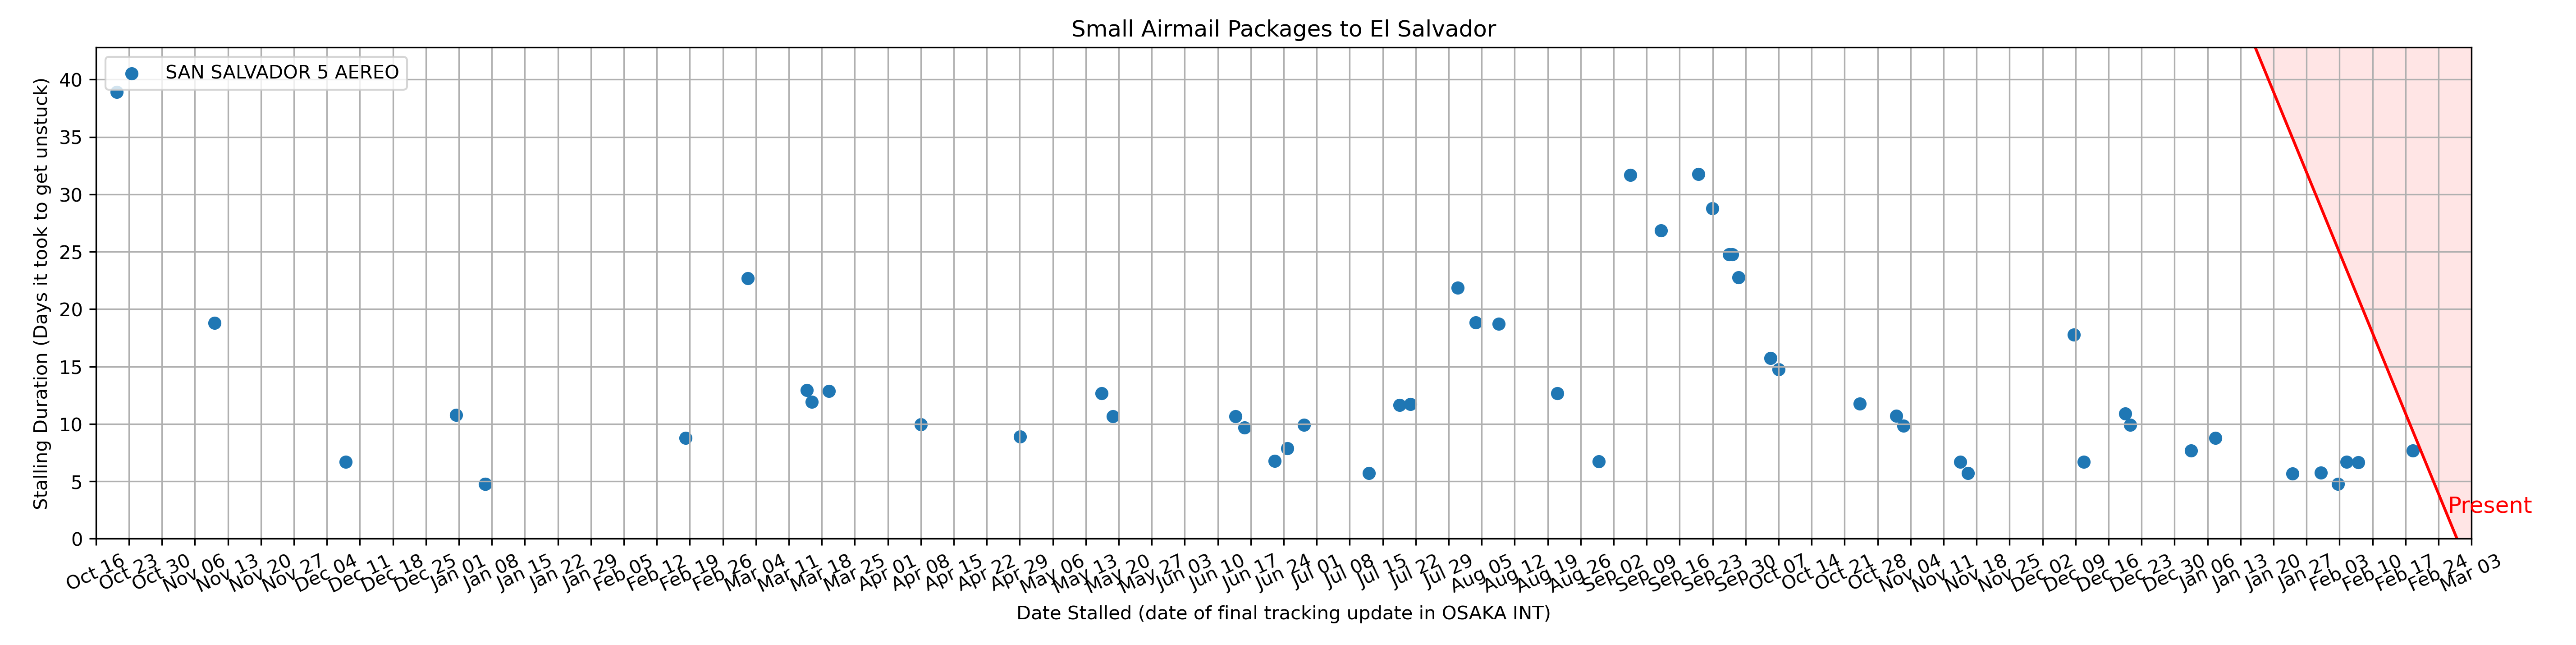 Small Airmail Packages to El Salvador
SAN SALVADOR 5 AEREO
Stalling Duration (Days it took to get unstuck)
40
35
30
25
20
15
10
5
0
Present
Oct 16
Oct 23
Oct 30
Nov 06
Nov 13
Nov 20
Nov 27
Dec 04
Dec 11
Dec 18
Dec 25
Jan 01
Jan 08
Jan 15
Jan 22
Jan 29
Feb 05
Feb 12
Feb 19
Feb 26
Mar 04
Mar 11
Mar 18
Mar 25
Apr 01
Apr 08
Apr 15
Apr 22
Apr 29
May 06
May 13
May 20
May 27
Jun 03
Jun 10
Jun 17
Jun 24
Jul 01
Jul 08
Jul 15
Jul 22
Jul 29
Aug 05
Aug 12
Aug 19
Aug 26
Sep 02
Sep 09
Sep 16
Sep 23
Sep 30
Oct 07
Oct 14
Oct 21
Oct 28
Nov 04
Nov 11
Nov 18
Nov 25
Dec 02
Dec 09
Dec 16
Dec 23
Dec 30
Jan 06
Jan 13
Jan 20
Jan 27
Feb 03
Feb 10
Feb 17
Feb 24
Mar 03
Date Stalled (date of final tracking update in OSAKA INT)